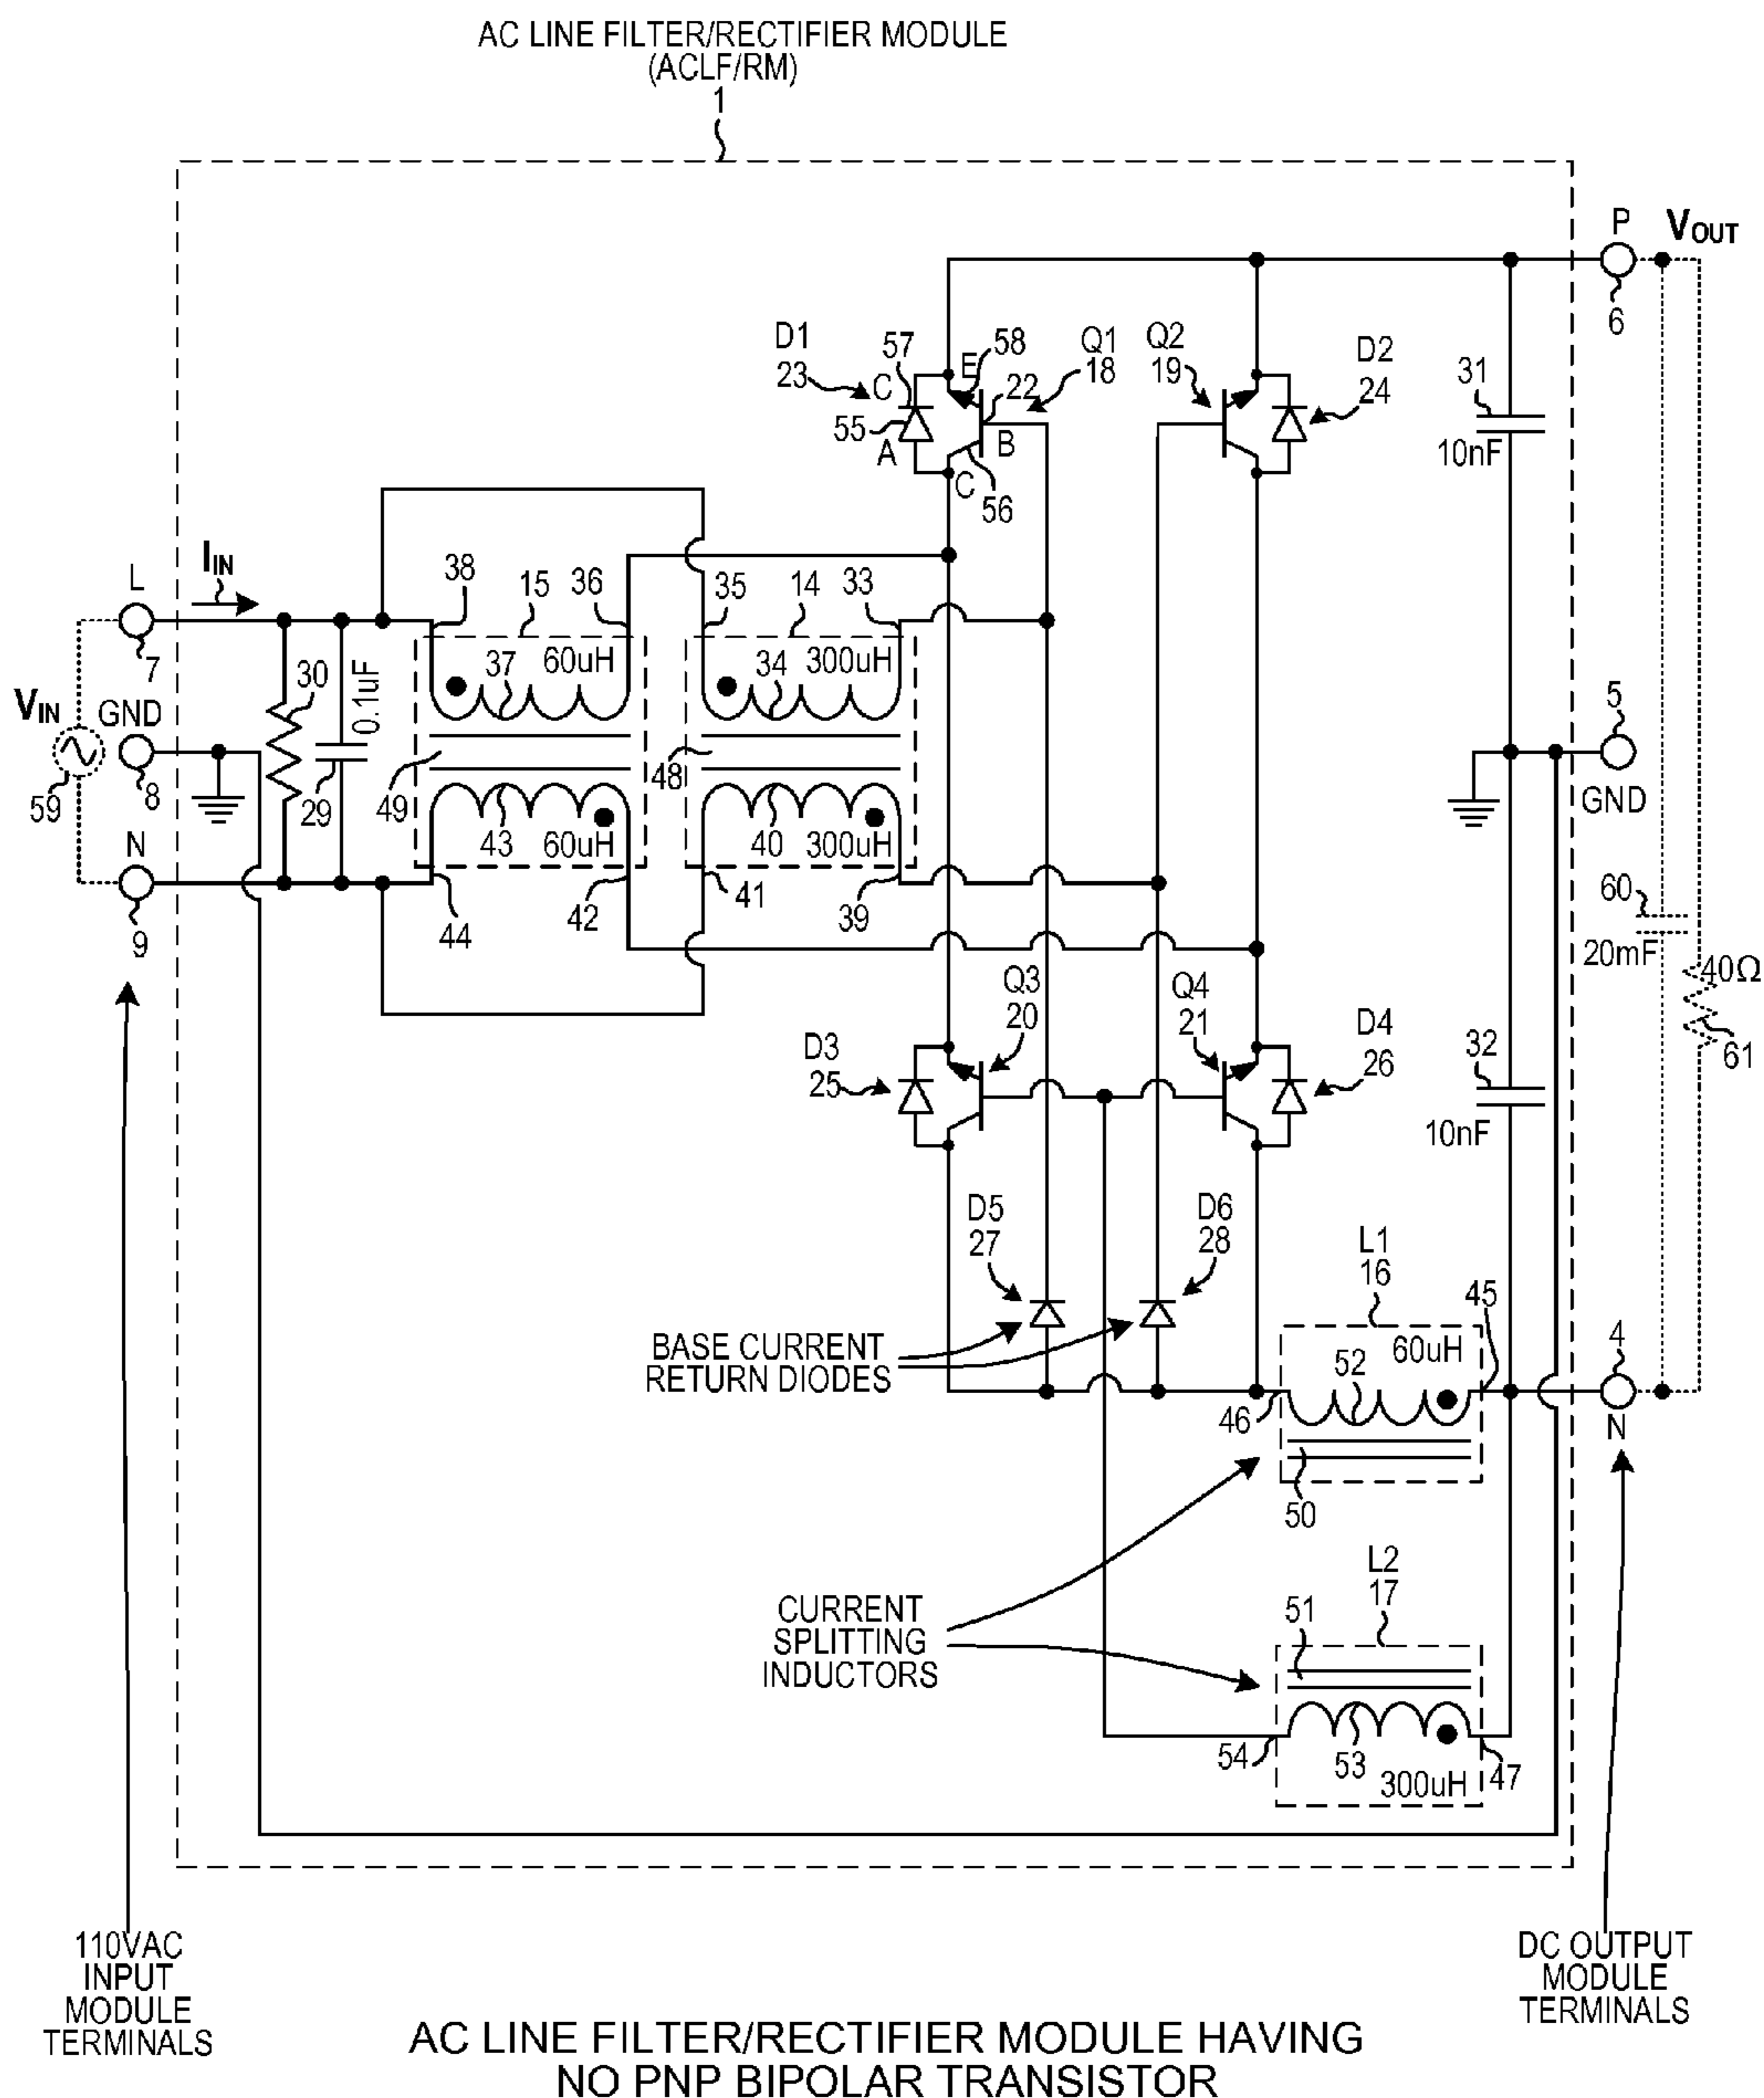 AC LINE FILTER/RECTIFIER MODULE
(ACLF/RM)
1
P
VOUT
6
D1
23
57
C
E
58
Q1
18
22
55
A
B
C
56
Q2
19
D2
24
31
10nF
L
IIN
7
38
15
36
35
14
33
30
0.1uF
37
60uH
34
300uH
VIN
GND
59
8
29
49
48
43
60uH
40
300uH
5
GND
N
9
44
42
41
39
60
20mF
40Ω
61
Q3
20
Q4
21
D3
25
D4
26
32
10nF
D5
27
D6
28
L1
16
45
BASE CURRENT
RETURN DIODES
60uH
52
46
50
4
N
CURRENT
SPLITTING
INDUCTORS
L2
17
51
54
53
300uH
47
110VAC
INPUT
MODULE
TERMINALS
DC OUTPUT
MODULE
TERMINALS
AC LINE FILTER/RECTIFIER MODULE HAVING
NO PNP BIPOLAR TRANSISTOR